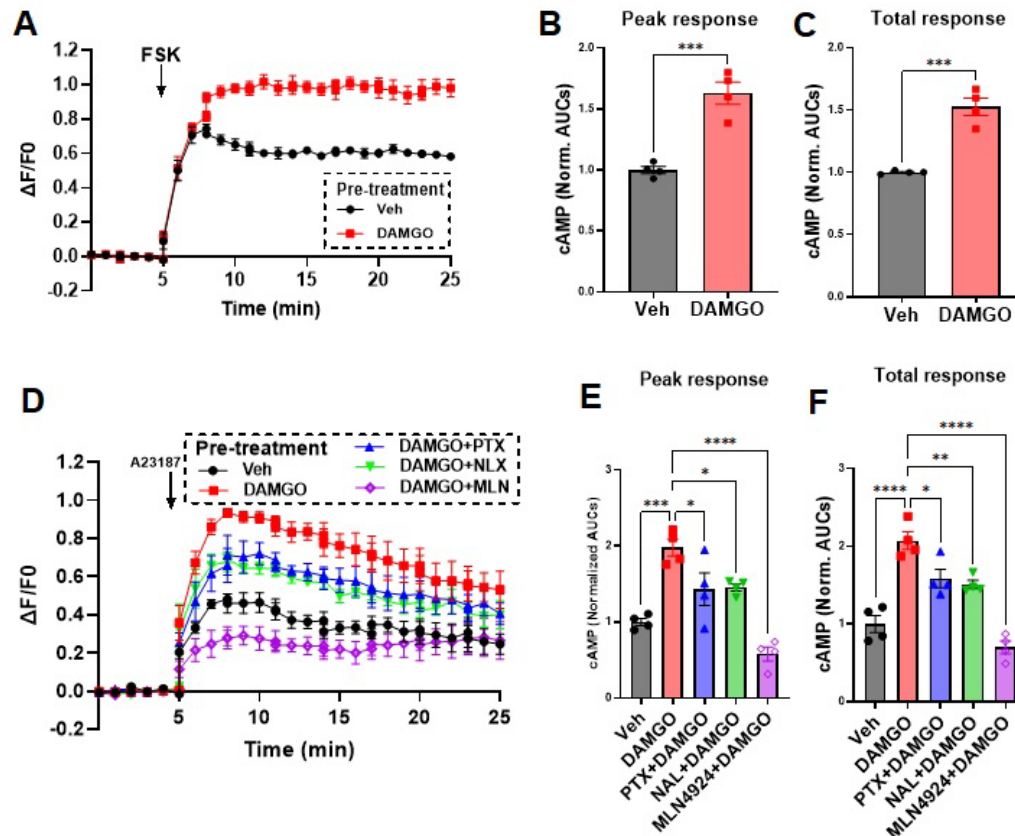 A
FSK
ΔF/F0
1.2
1.0
0.8
0.6
0.4
0.2
0.0
-0.2
5
10
15
20
25
Time (min)
Pre-treatment
Veh
DAMGO
B
Peak response
cAMP (Norm. AUCs)
2.0
1.5
1.0
0.5
0.0
***
Veh
DAMGO
C
Total response
cAMP (Norm. AUCs)
2.0
1.5
1.0
0.5
0.0
***
Veh
DAMGO
D
A23187
ΔF/F0
1.2
1.0
0.8
0.6
0.4
0.2
0.0
-0.2
5
10
15
20
25
Time (min)
Pre-treatment
Veh
DAMGO
DAMGO+PTX
DAMGO+NLX
DAMGO+MLN
E
Peak response
cAMP (Normalized AUCs)
3
2
1
0
****
*
***
*
Veh
DAMGO
PTX+DAMGO
NAL+DAMGO
MLN4924+DAMGO
F
Total response
cAMP (Norm. AUCs)
3
2
1
0
****
**
****
*
Veh
DAMGO
PTX+DAMGO
NAL+DAMGO
MLN4924+DAMGO